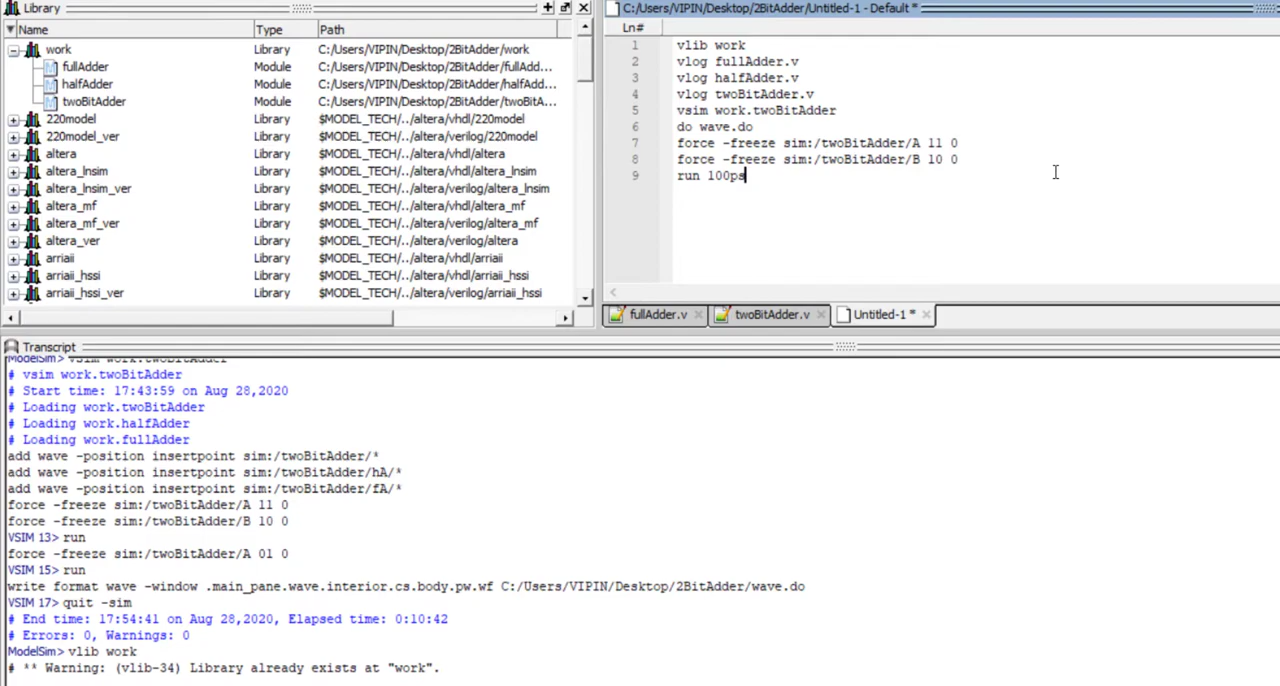 Library
Name Type Path
work Library C:/Users/VIPIN/Desktop/2BitAdder/work
fullAdder Module C:/Users/VIPIN/Desktop/2BitAdder/fullAdd...
halfAdder Module C:/Users/VIPIN/Desktop/2BitAdder/halfAdd...
twoBitAdder Module C:/Users/VIPIN/Desktop/2BitAdder/twoBitA...
220model Library $MODEL_TECH/../altera/vhdl/220model
220model_ver Library $MODEL_TECH/../altera/verilog/220model
altera Library $MODEL_TECH/../altera/vhdl/altera
altera_lnsim Library $MODEL_TECH/../altera/vhdl/altera_lnsim
altera_lnsim_ver Library $MODEL_TECH/../altera/verilog/altera_lnsim
altera_mf Library $MODEL_TECH/../altera/vhdl/altera_mf
altera_mf_ver Library $MODEL_TECH/../altera/verilog/altera_mf
altera_ver Library $MODEL_TECH/../altera/verilog/altera
arriaii Library $MODEL_TECH/../altera/vhdl/arriaii
arriaii_hssi Library $MODEL_TECH/../altera/vhdl/arriaii_hssi
arriaii_hssi_ver Library $MODEL_TECH/../altera/verilog/arriaii_hssi
C:/Users/VIPIN/Desktop/2BitAdder/Untitled-1 - Default *
Ln#
1 vlib work
2 vlog fullAdder.v
3 vlog halfAdder.v
4 vlog twoBitAdder.v
5 vsim work.twoBitAdder
6 do wave.do
7 force -freeze sim:/twoBitAdder/A 11 0
8 force -freeze sim:/twoBitAdder/B 10 0
9 run 100ps
fullAdder.v twoBitAdder.v Untitled-1 *
Transcript
ModelSim> vsim work.twoBitAdder
# vsim work.twoBitAdder
# Start time: 17:43:59 on Aug 28,2020
# Loading work.twoBitAdder
# Loading work.halfAdder
# Loading work.fullAdder
add wave -position insertpoint sim:/twoBitAdder/*
add wave -position insertpoint sim:/twoBitAdder/hA/*
add wave -position insertpoint sim:/twoBitAdder/fA/*
force -freeze sim:/twoBitAdder/A 11 0
force -freeze sim:/twoBitAdder/B 10 0
VSIM 13> run
force -freeze sim:/twoBitAdder/A 01 0
VSIM 15> run
write format wave -window .main_pane.wave.interior.cs.body.pw.wf C:/Users/VIPIN/Desktop/2BitAdder/wave.do
VSIM 17> quit -sim
# End time: 17:54:41 on Aug 28,2020, Elapsed time: 0:10:42
# Errors: 0, Warnings: 0
ModelSim> vlib work
# ** Warning: (vlib-34) Library already exists at "work".